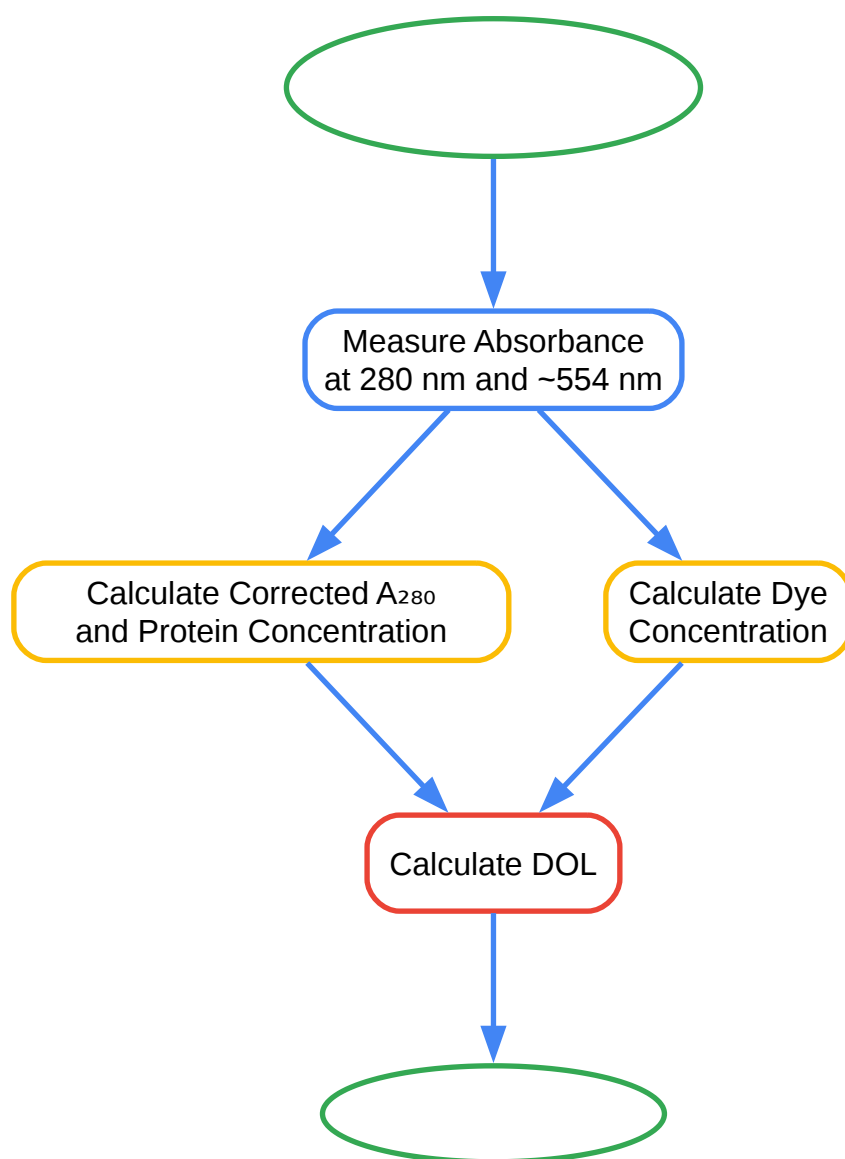 Measure Absorbance
at 280 nm and ~554 nm
Calculate Corrected A₂₈₀
and Protein Concentration
Calculate Dye
Concentration
Calculate DOL